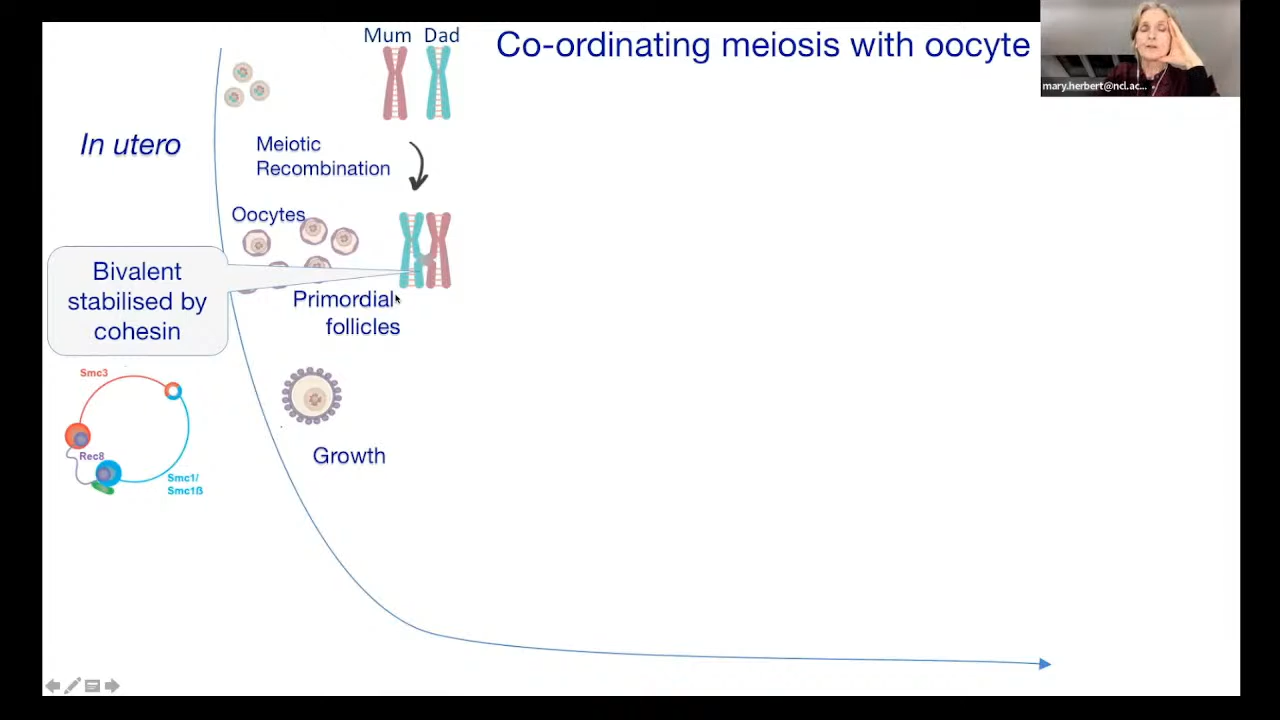 Mum Dad
Co-ordinating meiosis with oocyte
mary.herbert@ncl.ac...
In utero
Meiotic
Recombination
Oocytes
Bivalent
stabilised by
cohesin
Primordial
follicles
Smc3
Rec8
Smc1/
Smc1ß
Growth